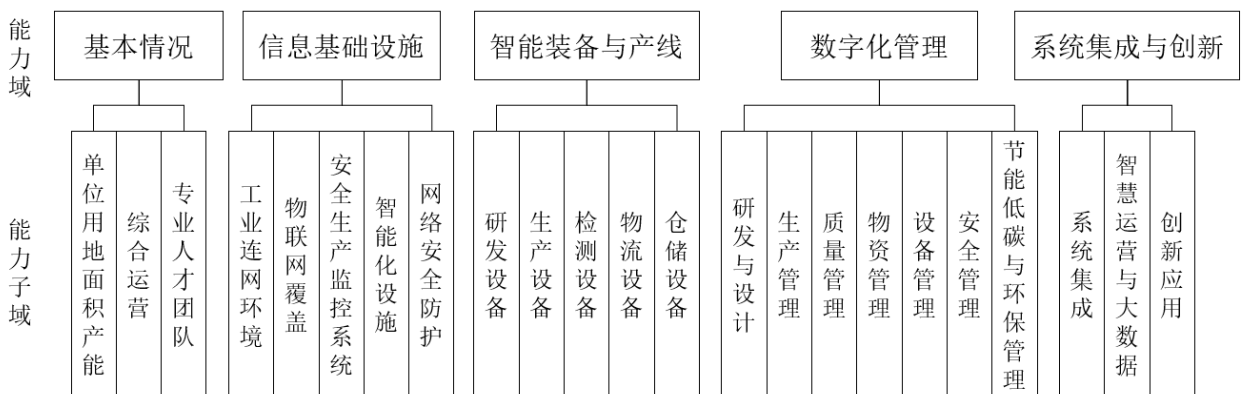 能力域
基本情况
信息基础设施
智能装备与产线
数字化管理
系统集成与创新
能力子域
单位用地面积产能
综合运营
专业人才团队
工业连网环境
物联网覆盖
安全生产监控系统
智能化设施
网络安全防护
研发设备
生产设备
检测设备
物流设备
仓储设备
研发与设计
生产管理
质量管理
物资管理
设备管理
安全管理
节能低碳与环保管理
系统集成
智慧运营与大数据
创新应用